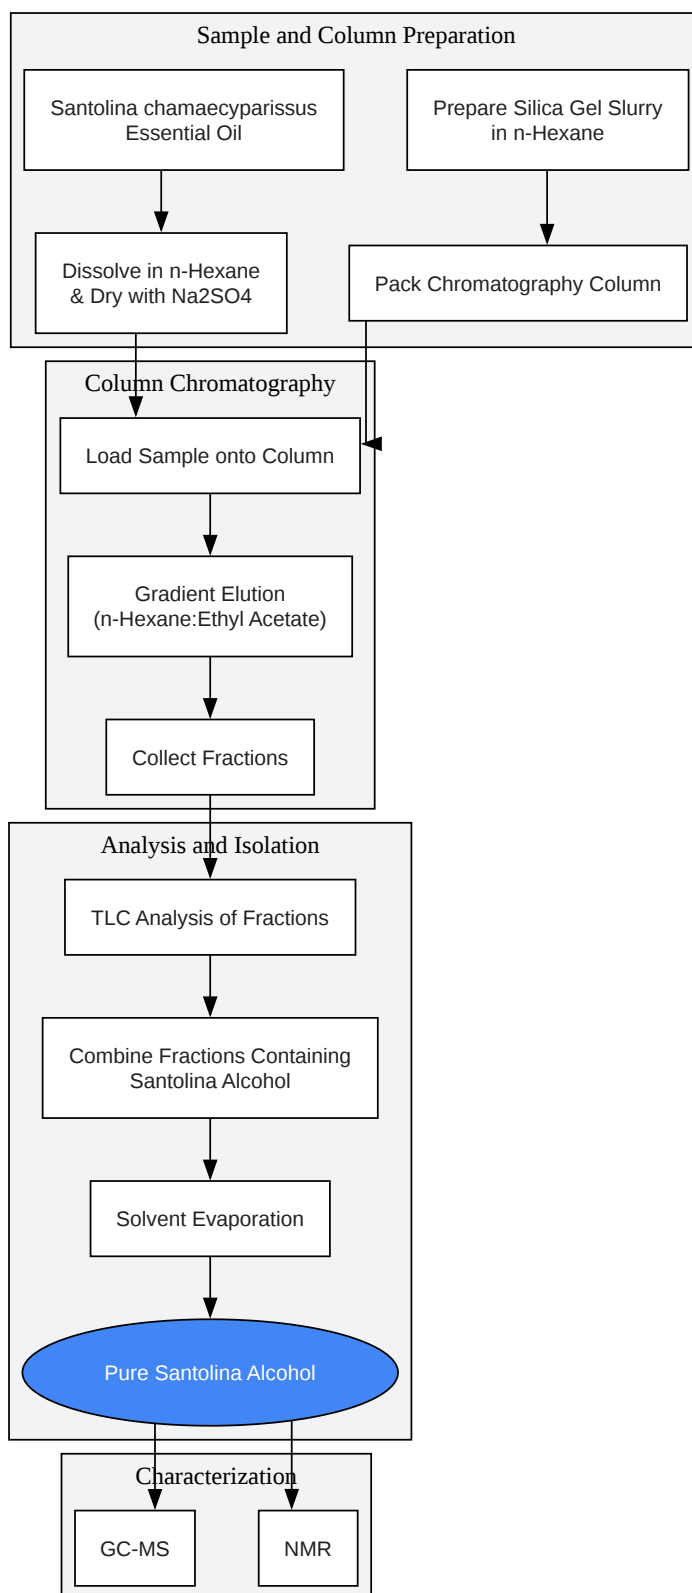 Sample and Column Preparation
Santolina chamaecyparissus
Essential Oil
Prepare Silica Gel Slurry
in n-Hexane
Dissolve in n-Hexane
& Dry with Na2SO4
Pack Chromatography Column
Column Chromatography
Load Sample onto Column
Gradient Elution
(n-Hexane:Ethyl Acetate)
Collect Fractions
Analysis and Isolation
TLC Analysis of Fractions
Combine Fractions Containing
Santolina Alcohol
Solvent Evaporation
Pure Santolina Alcohol
Characterization
GC-MS
NMR